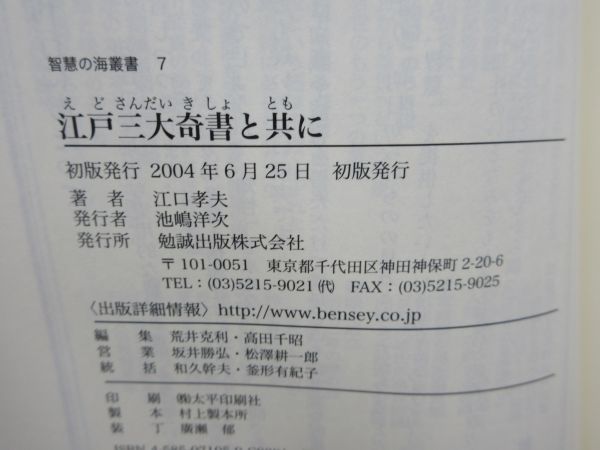 智慧の海叢書 7
え ど さんだい き しょ とも
江戸三大奇書と共に
初版発行 2004年6月25日 初版発行
著者 江口孝夫
発行者 池嶋洋次
発行所 勉誠出版株式会社
〒101-0051 東京都千代田区神田神保町2-20-6
TEL:(03)5215-9021㈹ FAX:(03)5215-9025
〈出版詳細情報〉http://www.bensey.co.jp
編集 荒井克利・高田千昭
営業 坂井勝弘・松澤耕一郎
統括 和久幹夫・釜形有紀子
印刷 ㈱太平印刷社
製本 村上製本所
装丁 廣瀬 郁